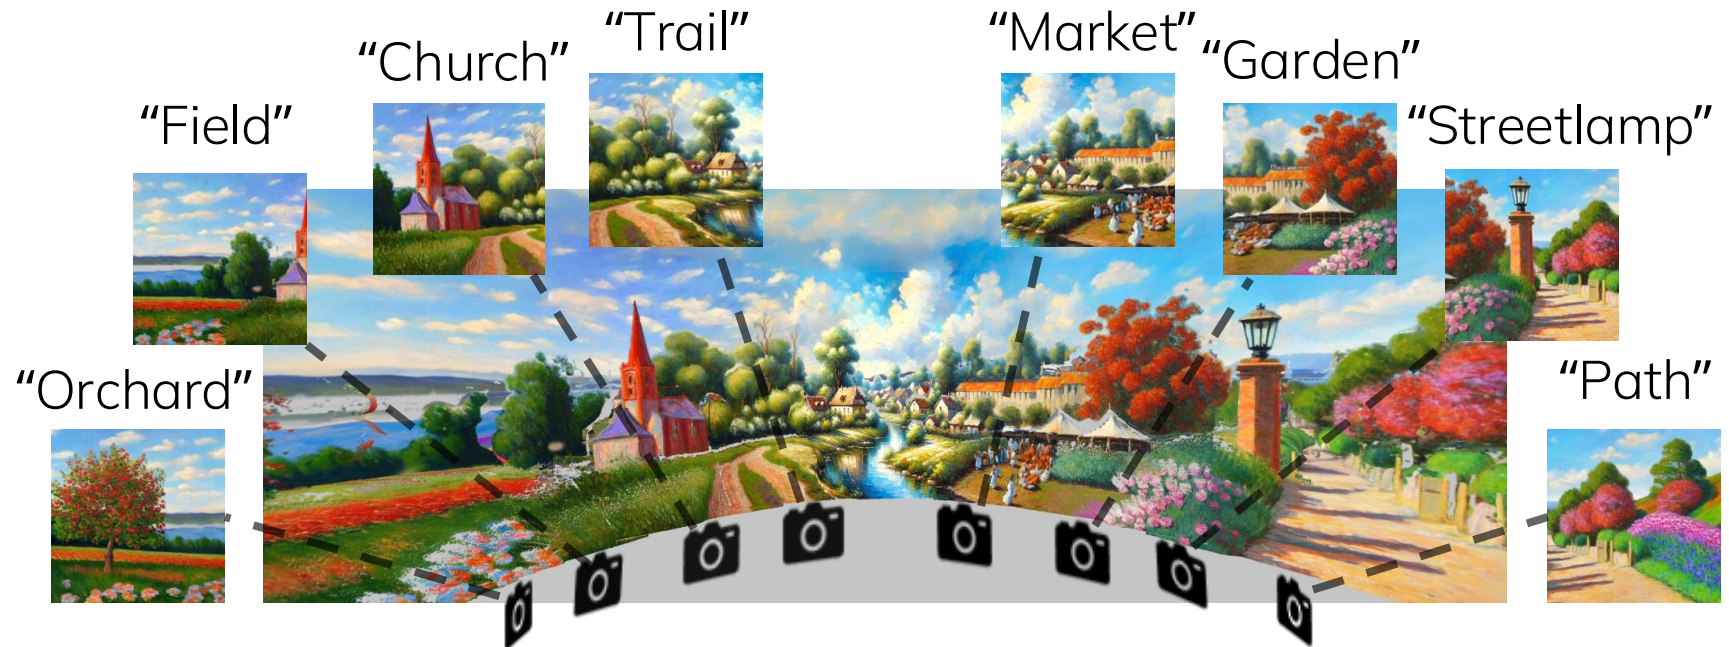 “Trail”
“Market”
“Church”
“Garden”
“Field”
“Streetlamp”
“Orchard”
“Path”